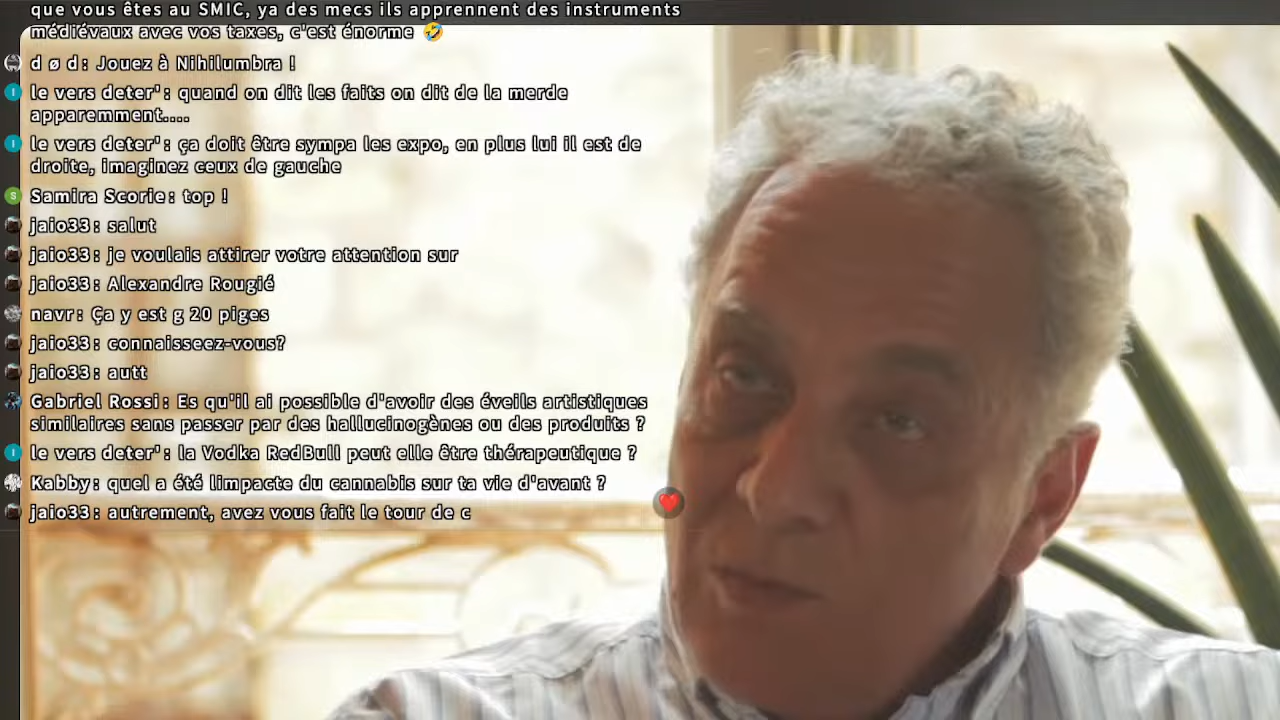 que vous êtes au SMIC, ya des mecs ils apprennent des instruments
médiévaux avec vos taxes, c'est énorme 🤣
d ø d: Jouez à Nihilumbra !
le vers deter': quand on dit les faits on dit de la merde
apparemment....
le vers deter': ça doit être sympa les expo, en plus lui il est de
droite, imaginez ceux de gauche
S Samira Scorie: top !
jaio33: salut
jaio33: je voulais attirer votre attention sur
jaio33: Alexandre Rougié
navr: Ça y est g 20 piges
jaio33: connaisseez-vous?
jaio33: autt
Gabriel Rossi: Es qu'il ai possible d'avoir des éveils artistiques
similaires sans passer par des hallucinogènes ou des produits ?
le vers deter': la Vodka RedBull peut elle être thérapeutique ?
Kabby: quel a été limpacte du cannabis sur ta vie d'avant ?
jaio33: autrement, avez vous fait le tour de c